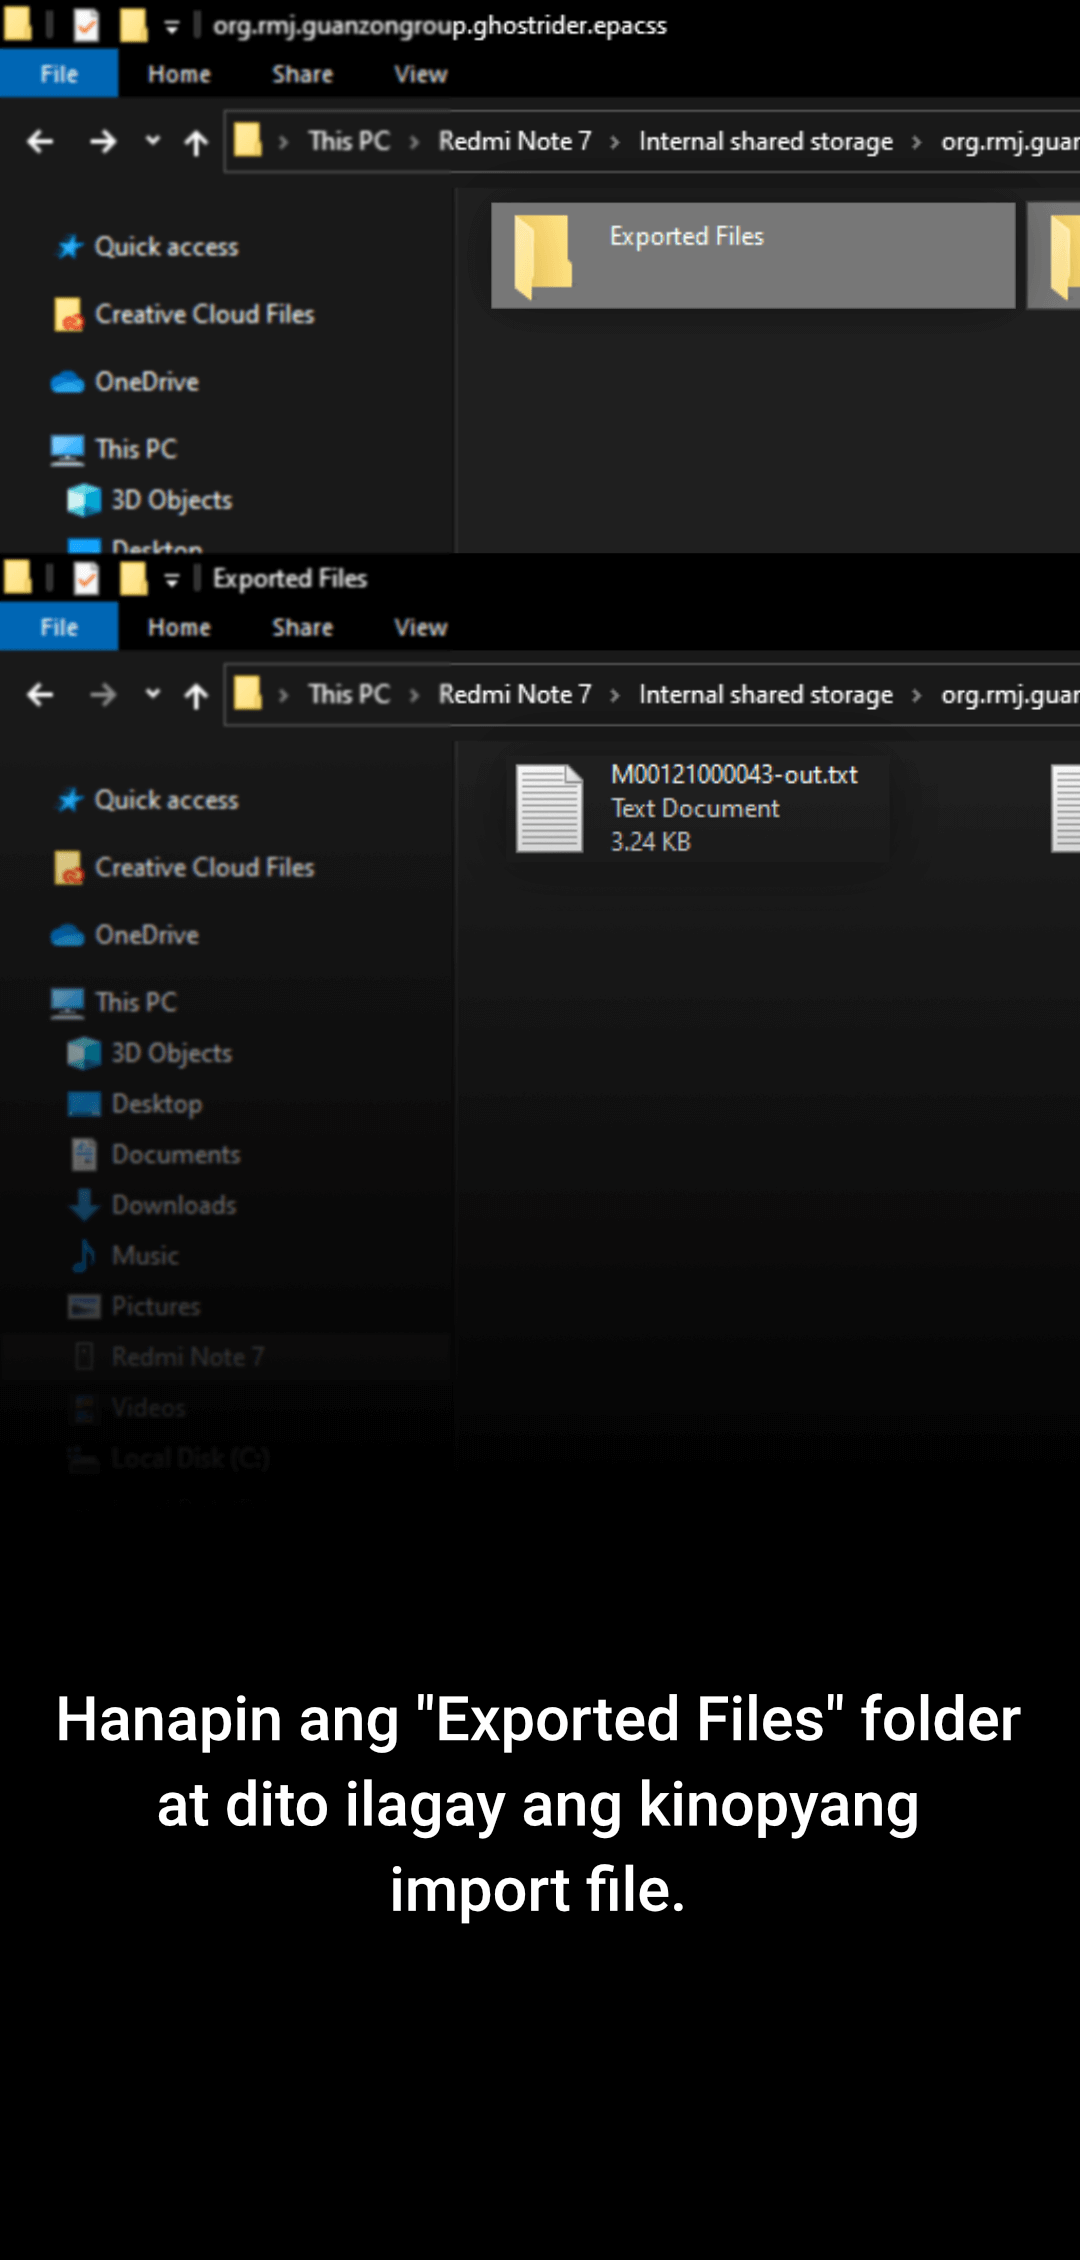 org.rmj.guanzongroup.ghostrider.epacss
File Home Share View
This PC > Redmi Note 7 > Internal shared storage > org.rmj.guan
Quick access
Exported Files
Creative Cloud Files
OneDrive
This PC
3D Objects
Desktop
Exported Files
File Home Share View
This PC > Redmi Note 7 > Internal shared storage > org.rmj.guan
Quick access
M00121000043-out.txt
Text Document
3.24 KB
Creative Cloud Files
OneDrive
This PC
3D Objects
Desktop
Documents
Downloads
Music
Pictures
Redmi Note 7
Videos
Local Disk (C:)
Hanapin ang "Exported Files" folder
at dito ilagay ang kinopyang
import file.